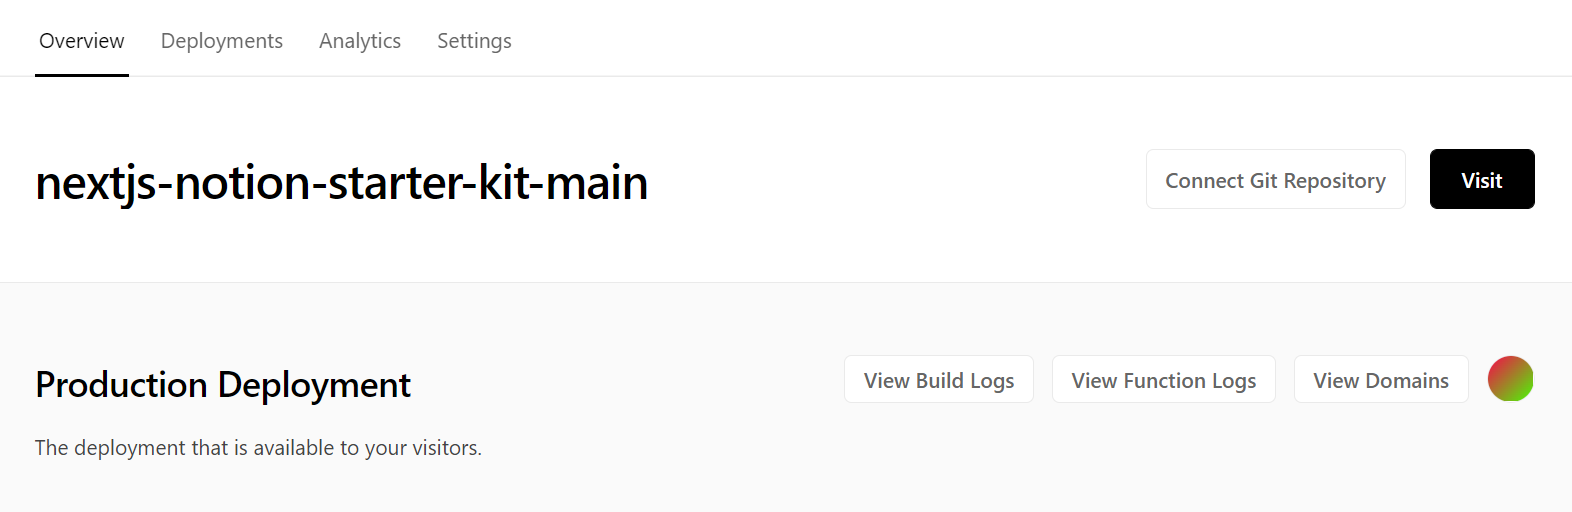 Overview Deployments Analytics Settings
nextjs-notion-starter-kit-main
Connect Git Repository Visit
Production Deployment
View Build Logs View Function Logs View Domains
The deployment that is available to your visitors.